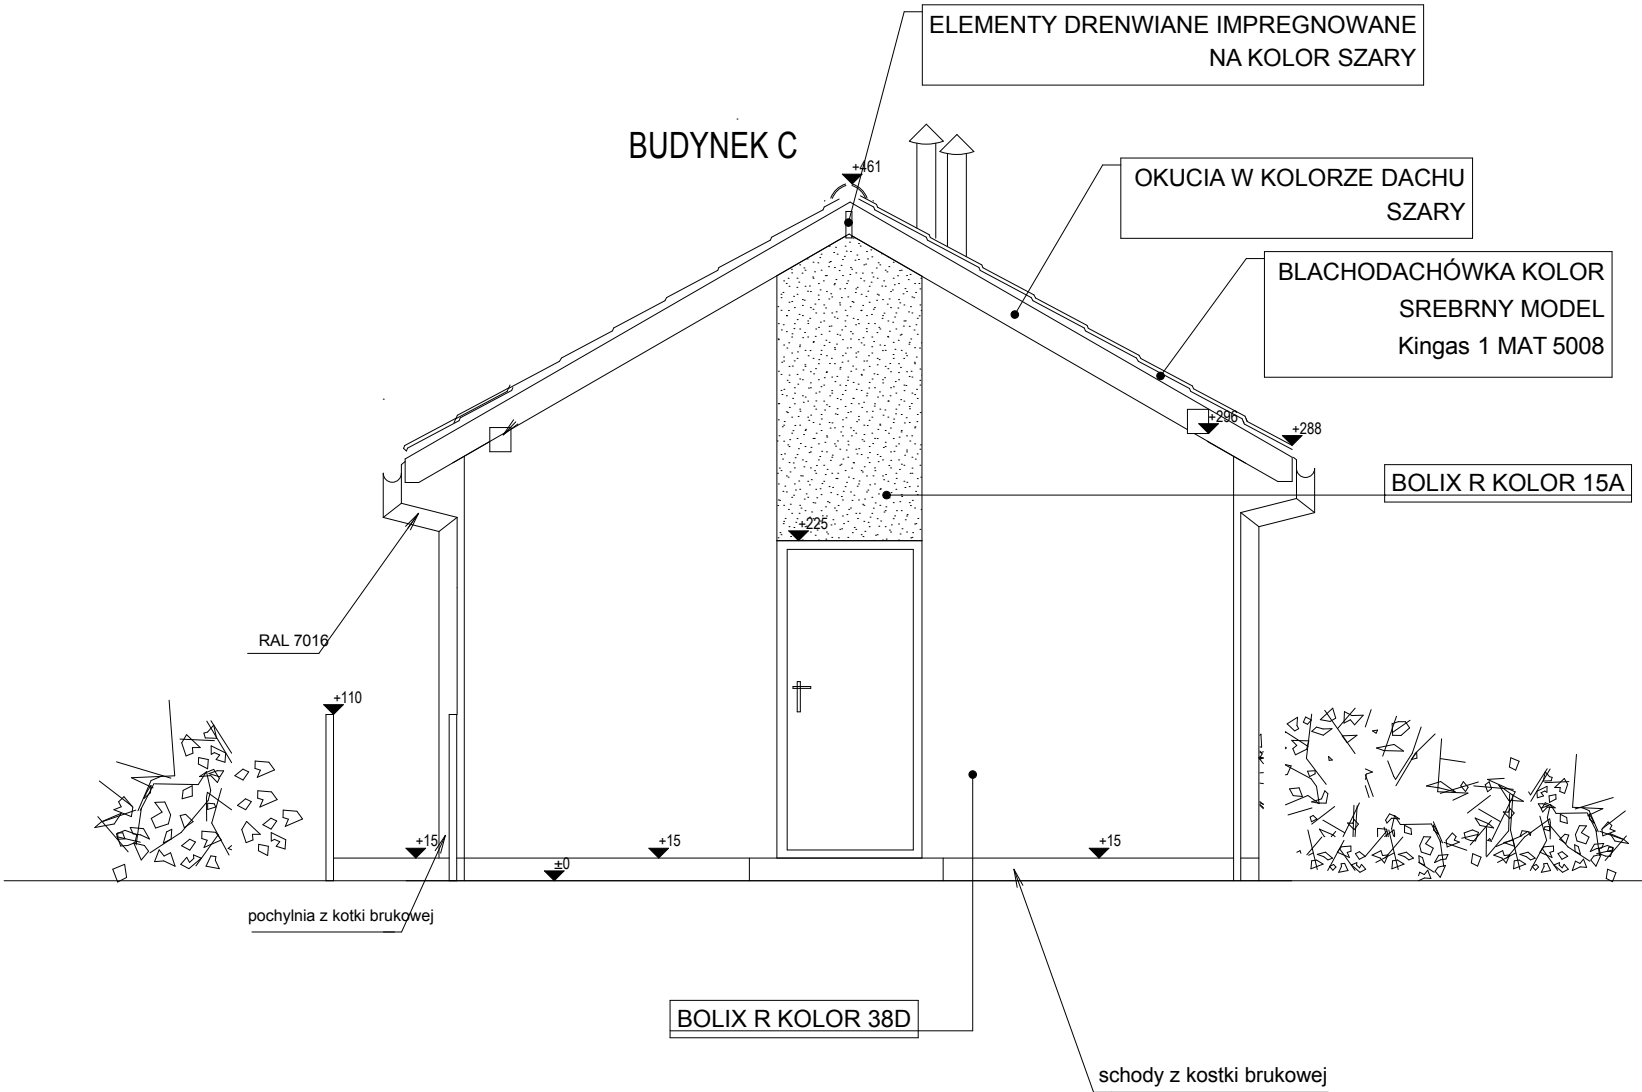 ELEMENTY DRENWIANE IMPREGNOWANE
NA KOLOR SZARY
BUDYNEK C
+461
OKUCIA W KOLORZE DACHU
SZARY
BLACHODACHÓWKA KOLOR
SREBRNY MODEL
Kingas 1 MAT 5008
+296
+288
BOLIX R KOLOR 15A
+225
RAL 7016
+110
+15
+15
+15
±0
pochylnia z kotki brukowej
BOLIX R KOLOR 38D
schody z kostki brukowej